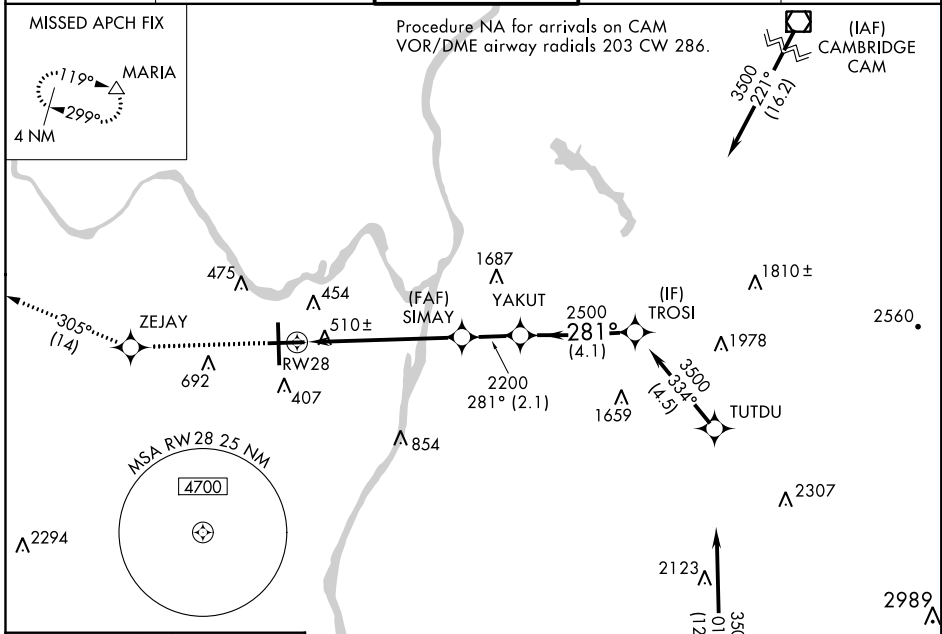 MISSED APCH FIX
119°
MARIA
299°
4 NM
Procedure NA for arrivals on CAM
VOR/DME airway radials 203 CW 286.
(IAF)
CAMBRIDGE
CAM
3500
221°
(16.2)
475
454
1687
1810 ±
(FAF)
SIMAY
YAKUT
2500
281°
(4.1)
(IF)
TROSI
2560
305°
(14)
ZEJAY
510 ±
RW28
1978
692
407
2200
281° (2.1)
1659
3500
334°
(4.5)
TUTDU
854
MSA RW 28 25 NM
4700
2307
2294
2123
2989